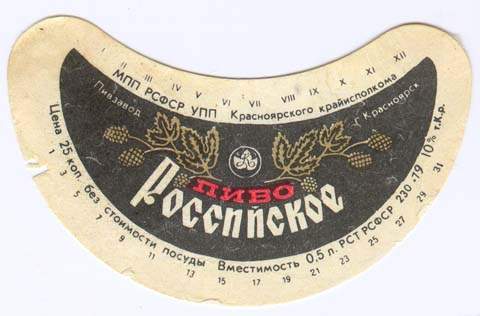 I II III IV V VI VII VIII IX X XI XII
МПП РСФСР УПП Красноярского крайисполкома
Пивзавод г. Красноярск
ПИВО
Российское
Цена 25 коп. без стоимости посуды Вместимость 0,5 л. РСТ РСФСР 230-79 10% т.К.р.
1 3 5 7 9 11 13 15 17 19 21 23 25 27 29 31